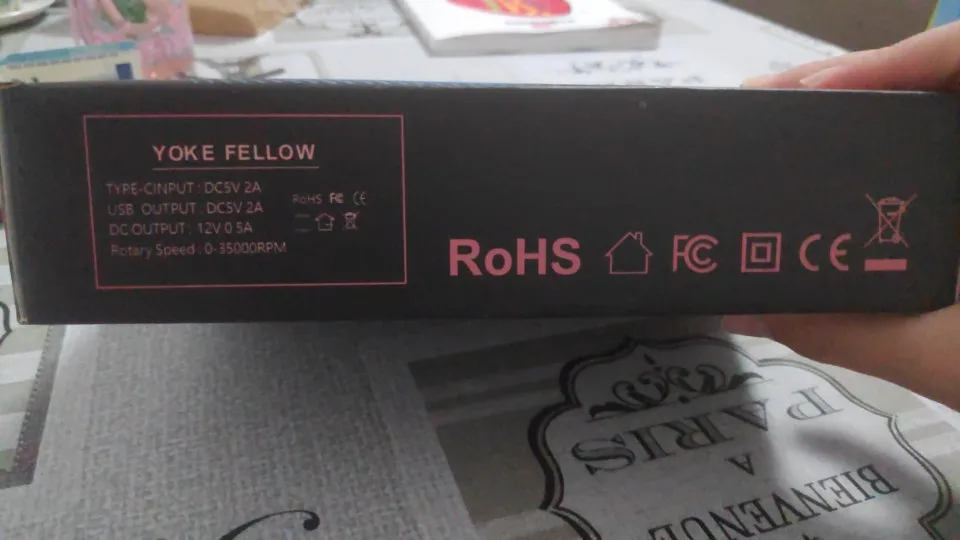 YOKE FELLOW
TYPE-CINPUT : DC5V 2A
USB OUTPUT : DC5V 2A
DC OUTPUT : 12V 0.5A
Rotary Speed : 0-35000RPM
RoHS FC CE
RoHS FC CE
PARIS
A
BIENVENUE